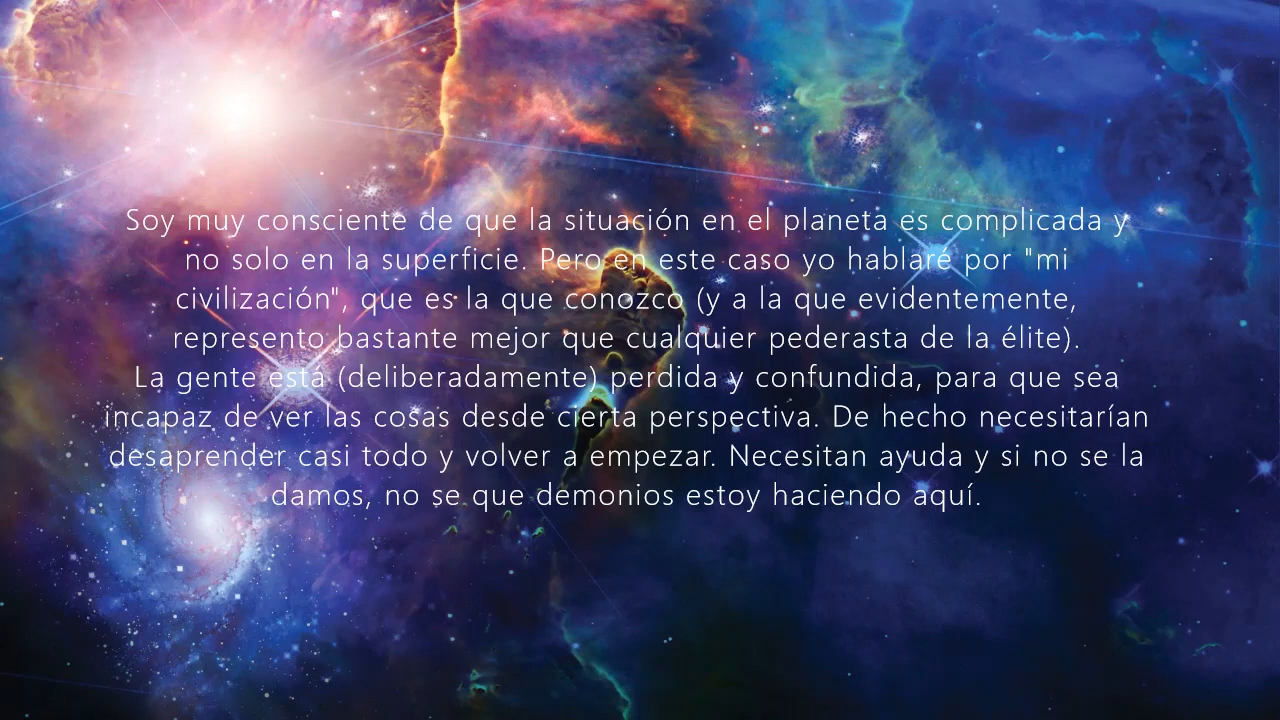 Soy muy consciente de que la situación en el planeta es complicada y
no solo en la superficie. Pero en este caso yo hablaré por "mi
civilización", que es la que conozco (y a la que evidentemente,
represento bastante mejor que cualquier pederasta de la élite).
La gente está (deliberadamente) perdida y confundida, para que sea
incapaz de ver las cosas desde cierta perspectiva. De hecho necesitarían
desaprender casi todo y volver a empezar. Necesitan ayuda y si no se la
damos, no se que demonios estoy haciendo aquí.